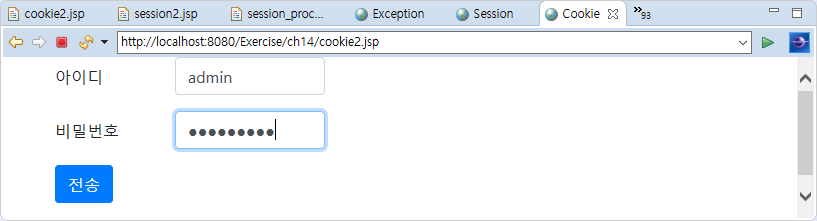 cookie2.jsp session2.jsp session_proc... Exception Session Cookie »93
http://localhost:8080/Exercise/ch14/cookie2.jsp
아이디 admin
비밀번호 ●●●●●●●●●
전송